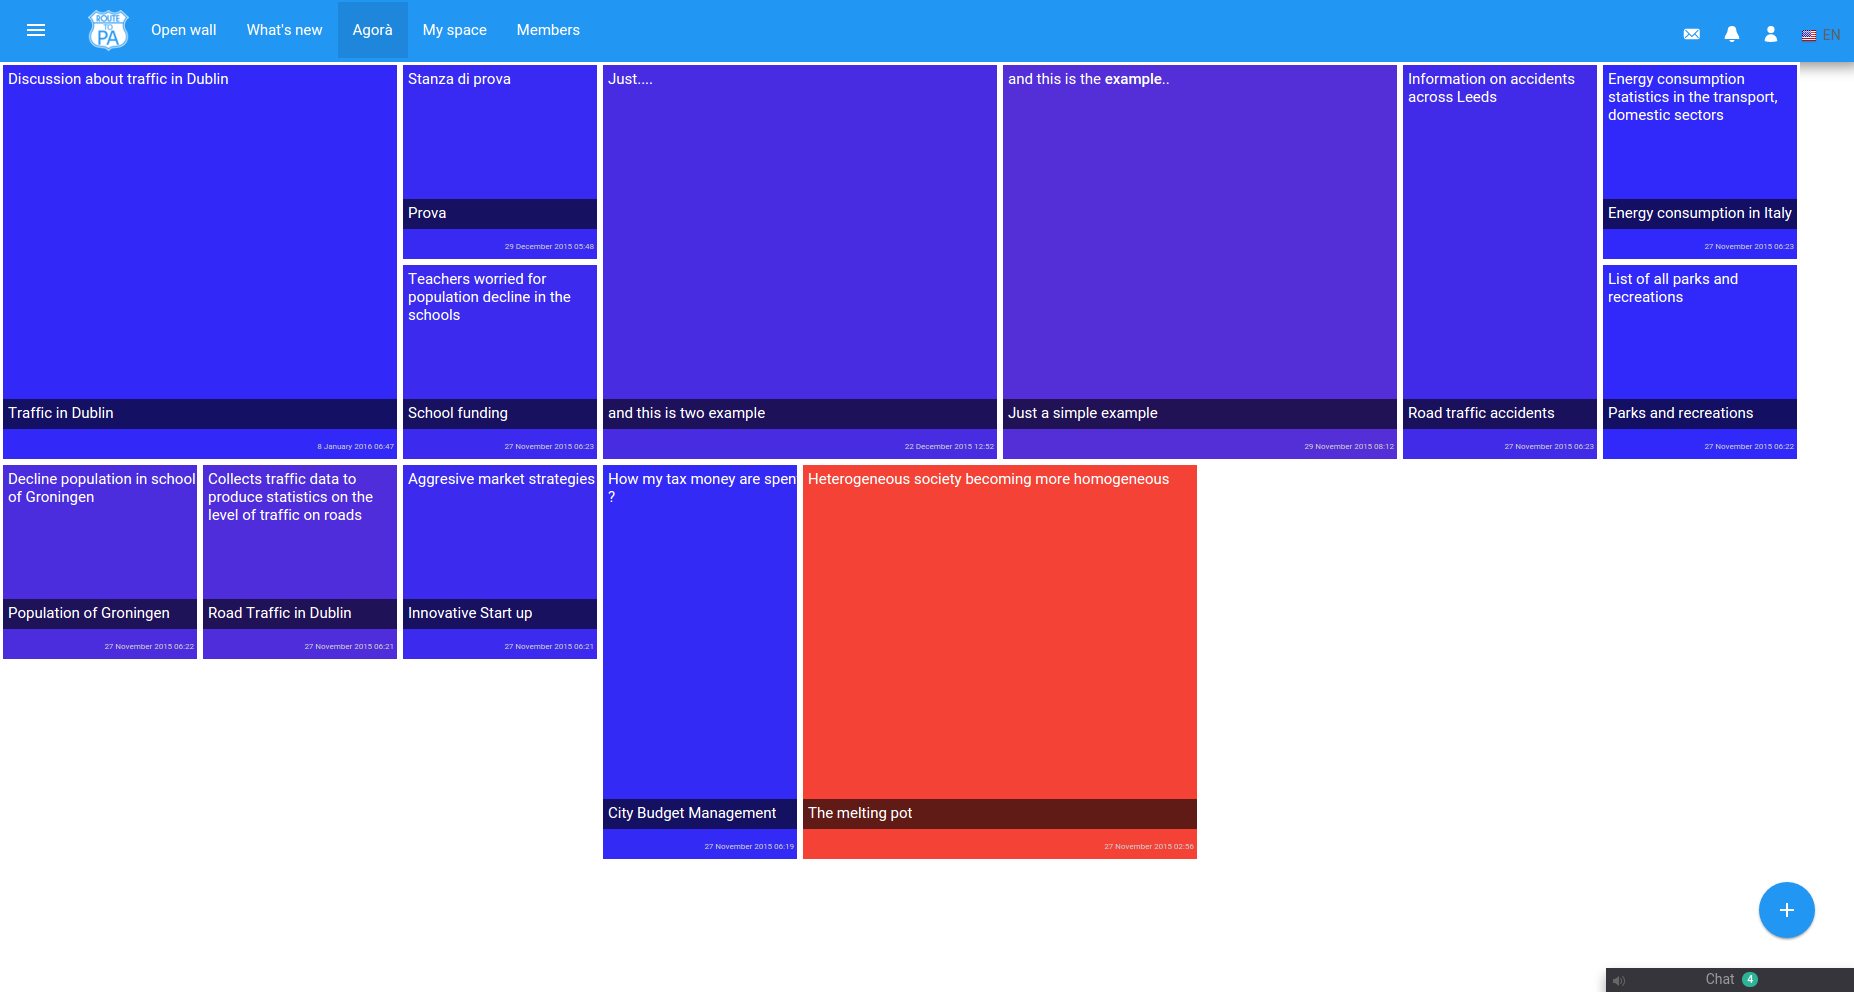 ROUTE
TO
PA
Open wall
What's new
Agorà
My space
Members
EN
Discussion about traffic in Dublin
Traffic in Dublin
8 January 2016 06:47
Stanza di prova
Prova
29 December 2015 05:48
Teachers worried for
population decline in the
schools
School funding
27 November 2015 06:23
Just....
and this is two example
22 December 2015 12:52
and this is the example..
Just a simple example
29 November 2015 08:12
Information on accidents
across Leeds
Road traffic accidents
27 November 2015 06:23
Energy consumption
statistics in the transport,
domestic sectors
Energy consumption in Italy
27 November 2015 06:23
List of all parks and
recreations
Parks and recreations
27 November 2015 06:22
Decline population in school
of Groningen
Population of Groningen
27 November 2015 06:22
Collects traffic data to
produce statistics on the
level of traffic on roads
Road Traffic in Dublin
27 November 2015 06:21
Aggresive market strategies
Innovative Start up
27 November 2015 06:21
How my tax money are spen
?
City Budget Management
27 November 2015 06:19
Heterogeneous society becoming more homogeneous
The melting pot
27 November 2015 02:56
Chat 4